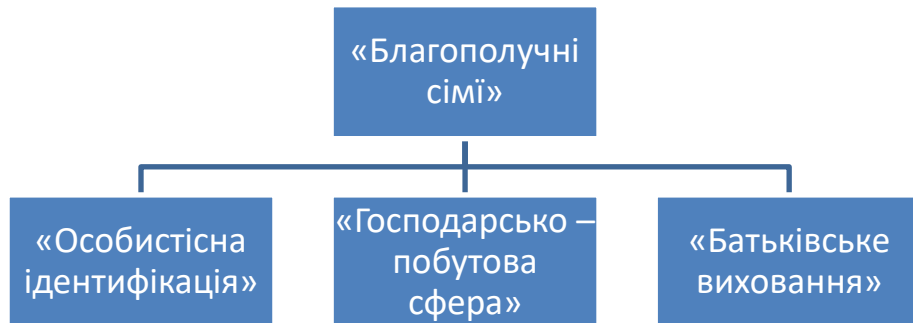 «Благополучні
сімї»
«Особистісна
ідентифікація»
«Господарсько –
побутова
сфера»
«Батьківське
виховання»